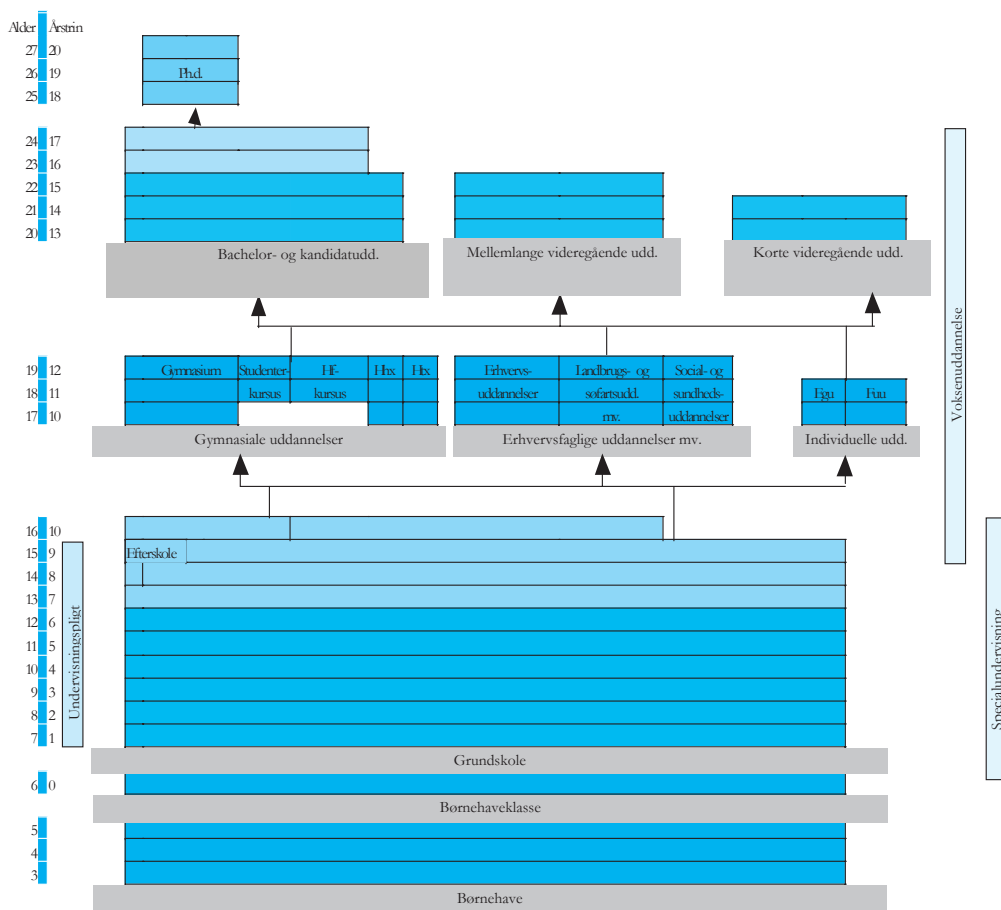 Alder Årstrin
27 20
26 19
Ph.d.
25 18
24 17
23 16
22 15
21 14
20 13
Bachelor- og kandidatudd.
Mellemlange videregående udd.
Korte videregående udd.
19 12
18 11
17 10
Gymnasium
Studenter-
kursus
Hf-
kursus
Hhx
Htx
Erhvervs-
uddannelser
Landbrugs- og
søfartsudd.
mv.
Social- og
sundheds-
uddannelser
Egu
Fuu
Gymnasiale uddannelser
Erhvervsfaglige uddannelser mv.
Individuelle udd.
16 10
15 9
14 8
13 7
12 6
11 5
10 4
9 3
8 2
7 1
Efterskole
Grundskole
6 0
Børnehaveklasse
5
4
3
Børnehave
Undervisningspligt
Voksenuddannelse
Specialundervisning